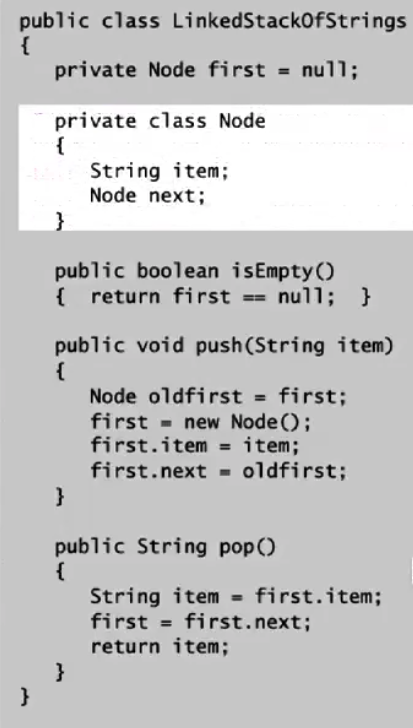 public class LinkedStackOfStrings
{
private Node first = null;
private class Node
{
String item;
Node next;
}
public boolean isEmpty()
{ return first == null; }
public void push(String item)
{
Node oldfirst = first;
first = new Node();
first.item = item;
first.next = oldfirst;
}
public String pop()
{
String item = first.item;
first = first.next;
return item;
}
}